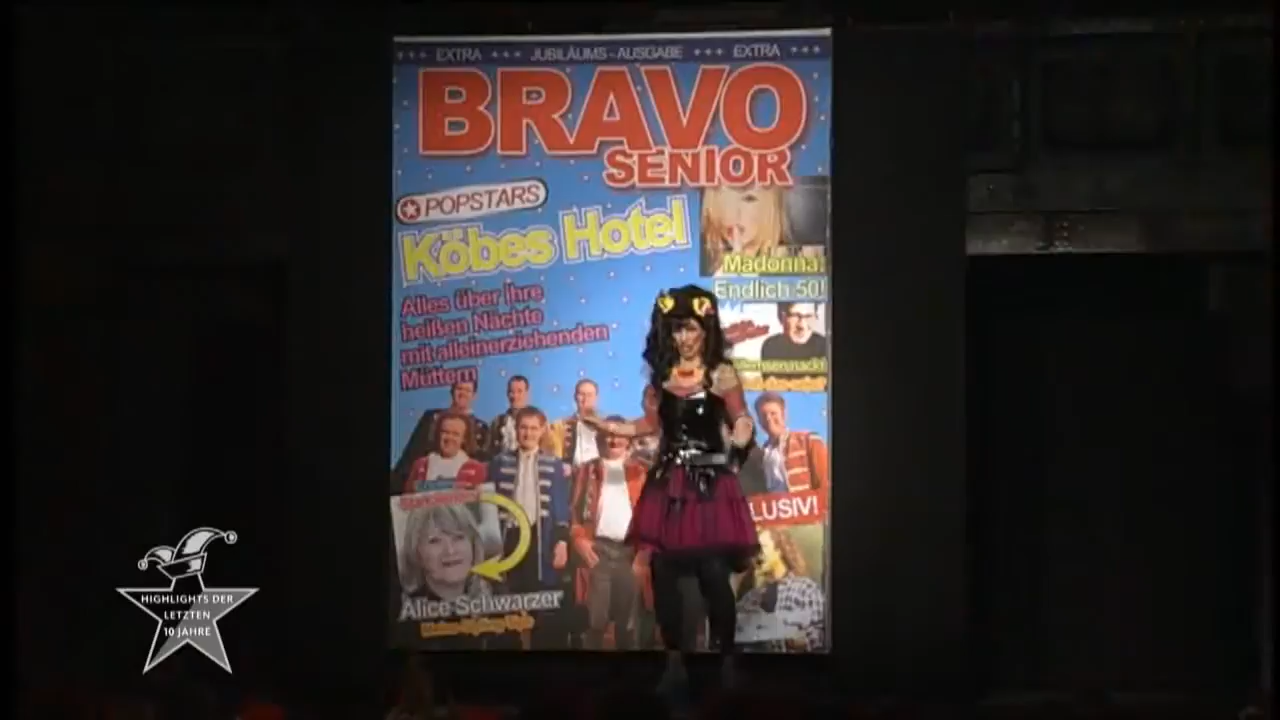 EXTRA *** JUBILÄUMS-AUSGABE *** EXTRA
BRAVO
SENIOR
POPSTARS
Köbes Hotel
Alles über ihre
heißen Nächte
mit alleinerziehenden
Müttern
Madonna:
Endlich 50!
LUSIV!
Alice Schwarzer
HIGHLIGHTS DER
LETZTEN
10 JAHRE